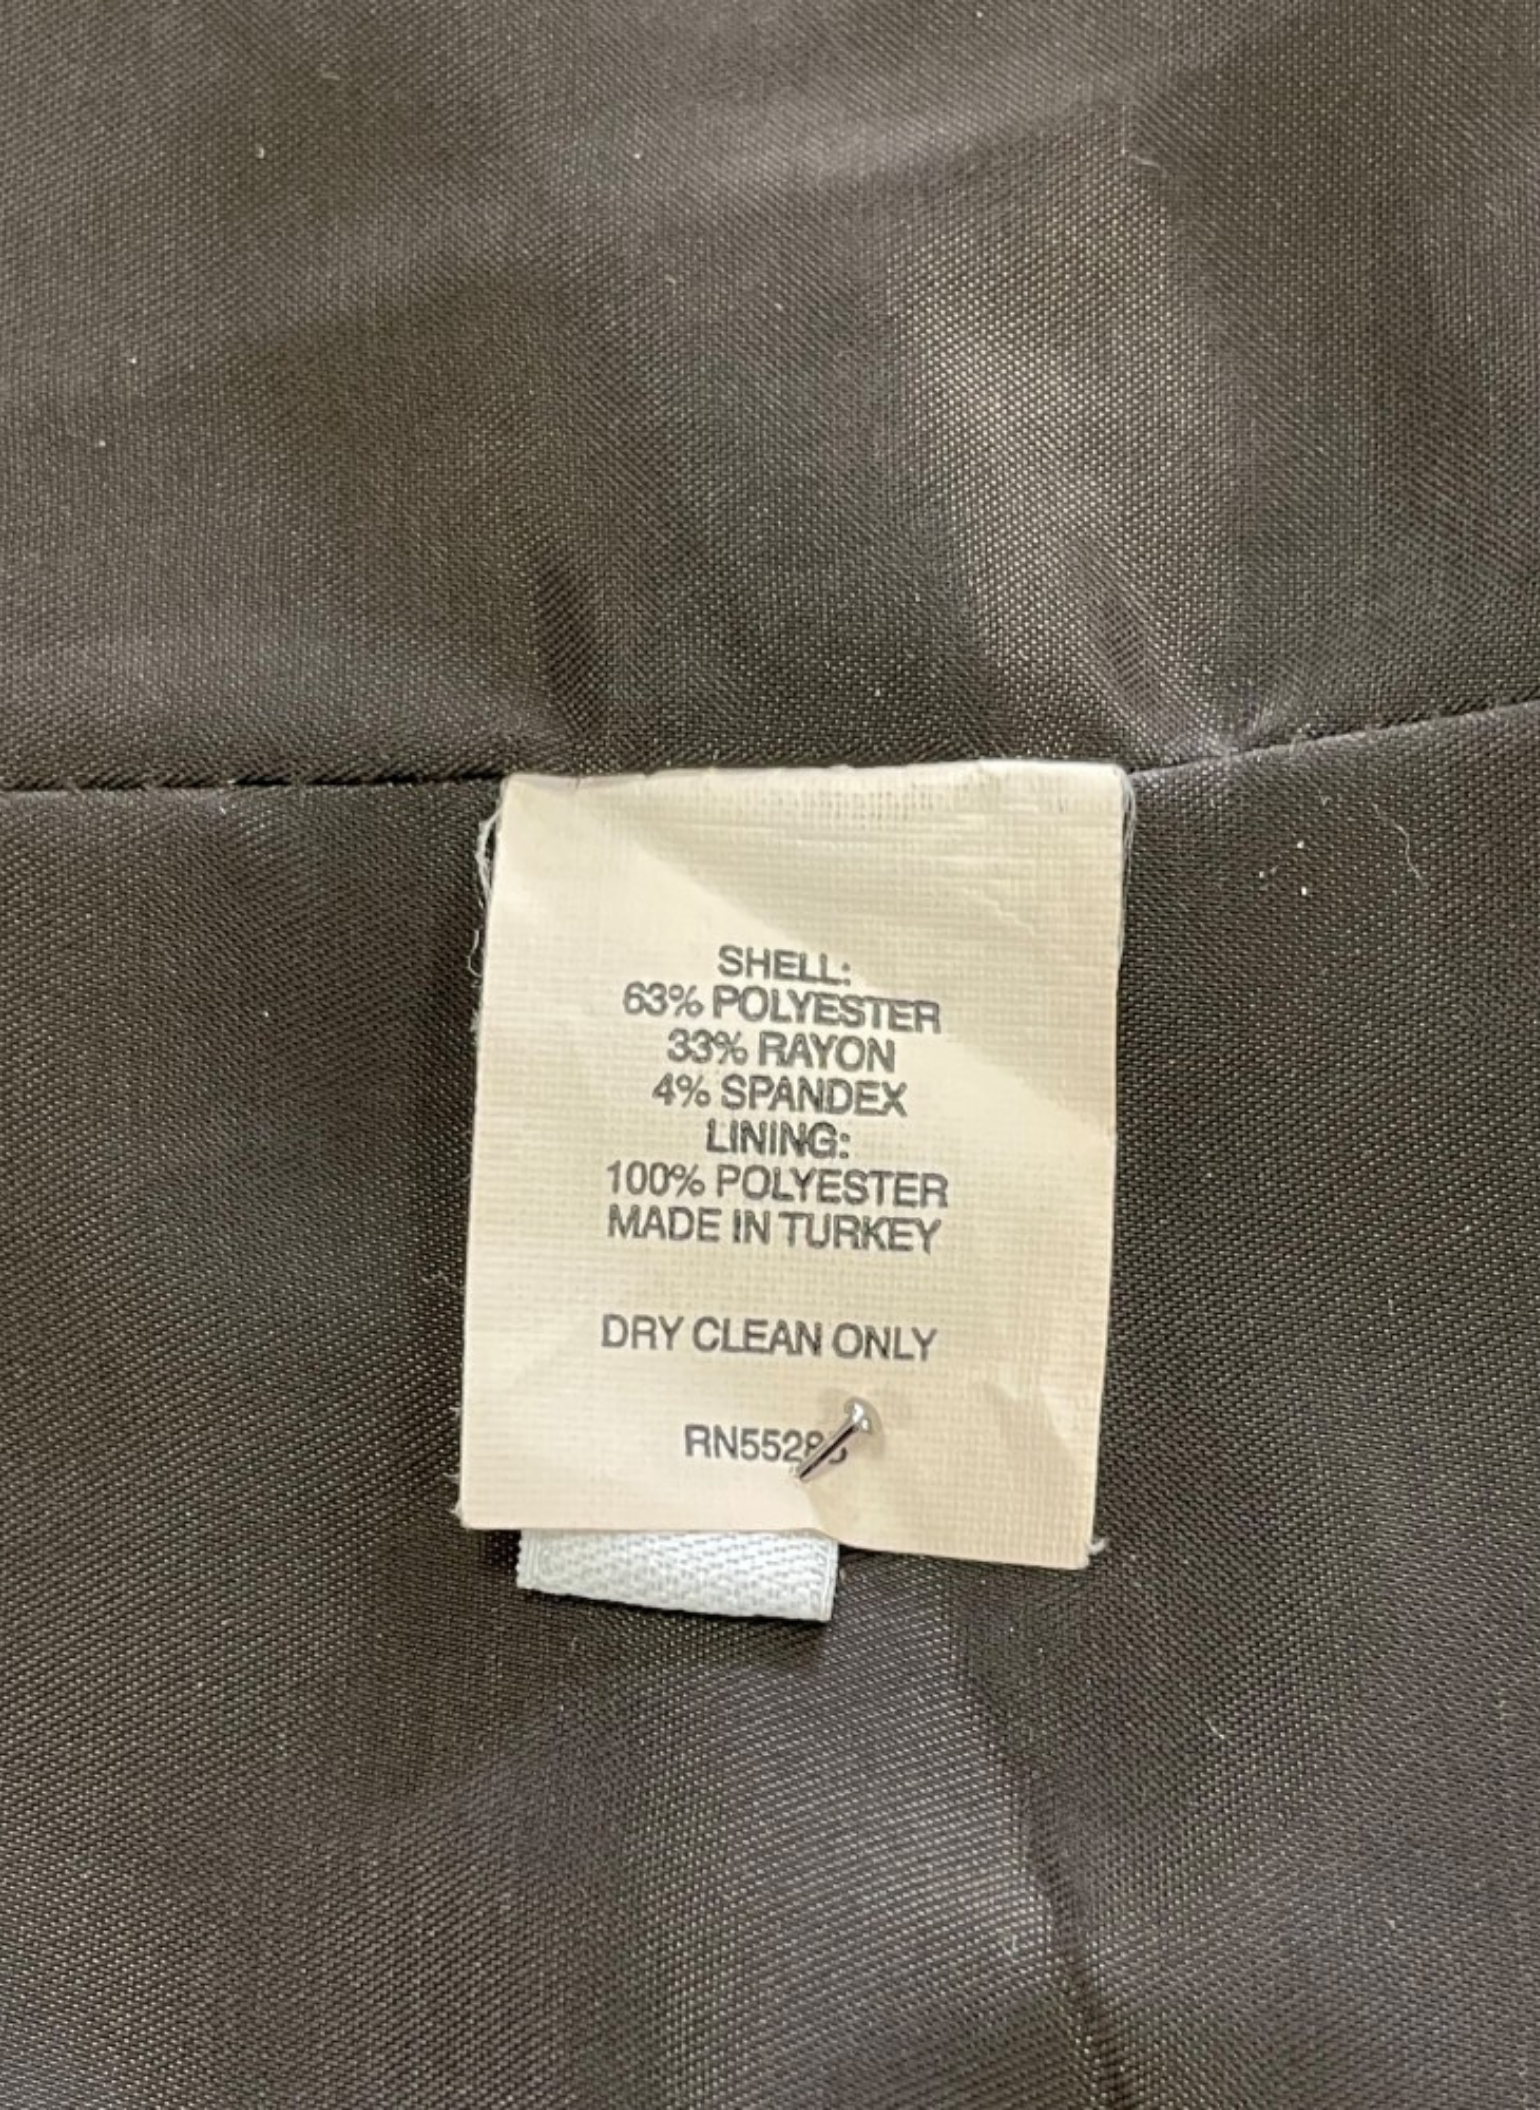 SHELL:
63% POLYESTER
33% RAYON
4% SPANDEX
LINING:
100% POLYESTER
MADE IN TURKEY
DRY CLEAN ONLY